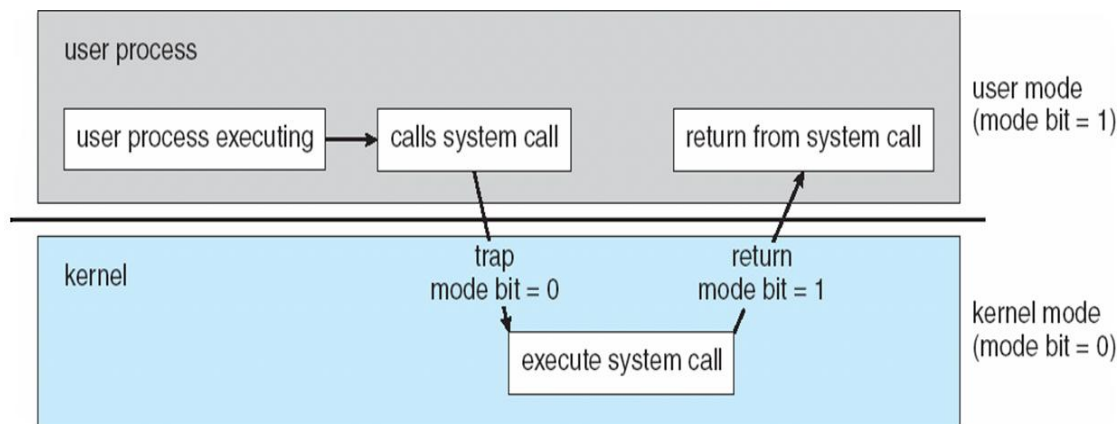 user process
user process executing
calls system call
return from system call
user mode
(mode bit = 1)
trap
mode bit = 0
return
mode bit = 1
kernel
execute system call
kernel mode
(mode bit = 0)